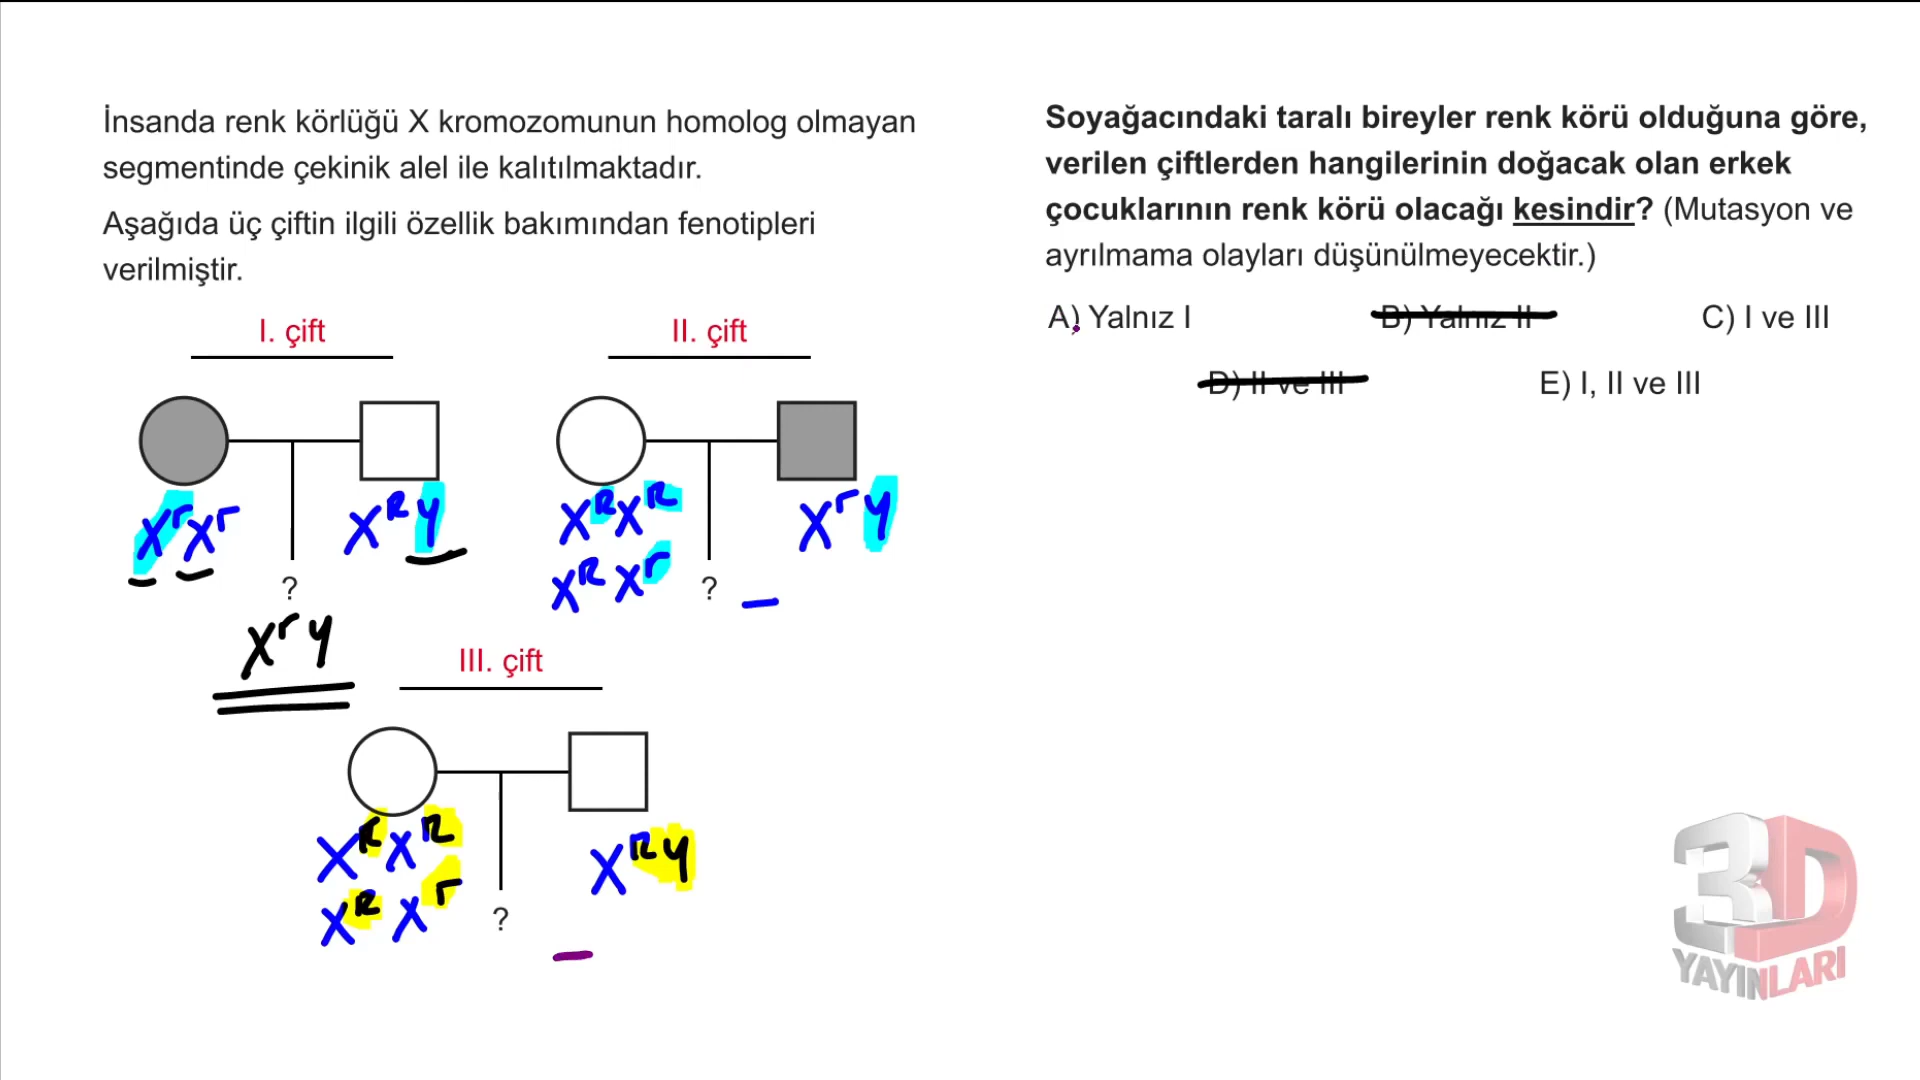 İnsanda renk körlüğü X kromozomunun homolog olmayan
segmentinde çekinik alel ile kalıtılmaktadır.
Aşağıda üç çiftin ilgili özellik bakımından fenotipleri
verilmiştir.
I. çift
II. çift
XʳXʳ
Xᴿy
XᴿXᴿ
Xʳy
XᴿXʳ
?
?
Xʳy
III. çift
XᴿXᴿ
Xᴿy
XᴿXʳ
?
Soyağacındaki taralı bireyler renk körü olduğuna göre,
verilen çiftlerden hangilerinin doğacak olan erkek
çocuklarının renk körü olacağı kesindir? (Mutasyon ve
ayrılmama olayları düşünülmeyecektir.)
A) Yalnız I
B) Yalnız II
C) I ve III
D) II ve III
E) I, II ve III
3D
YAYINLARI